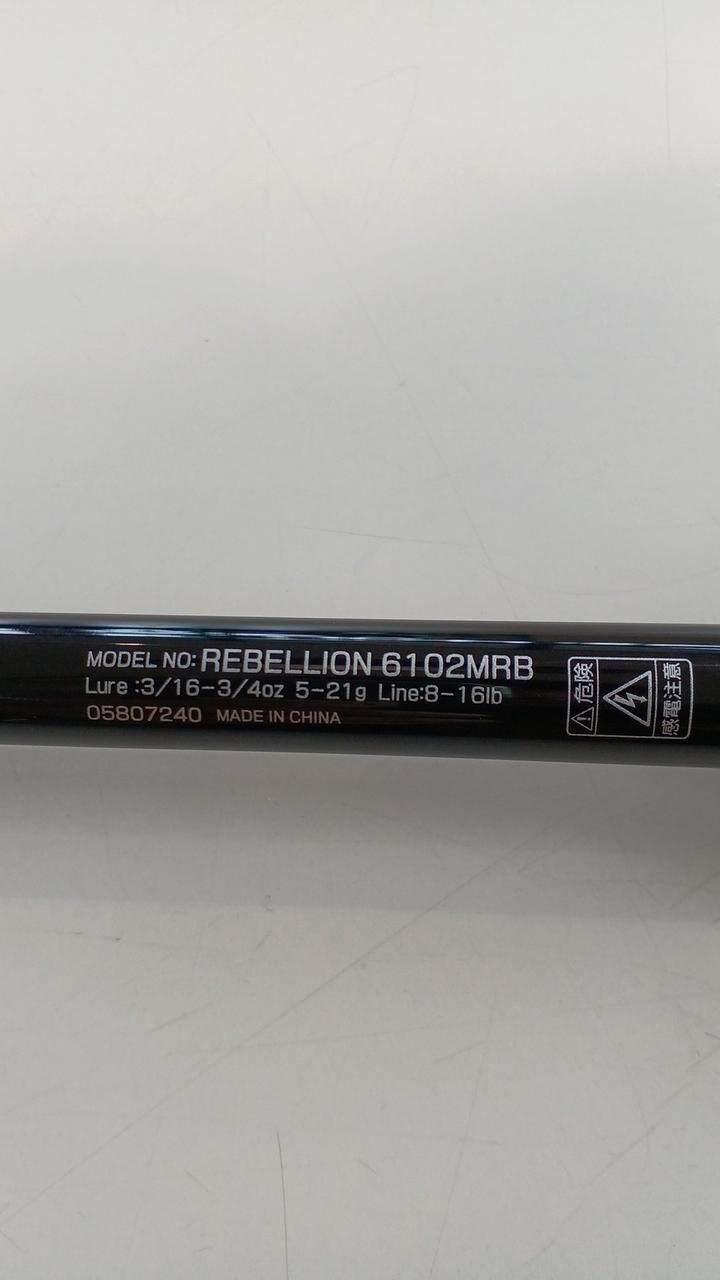 MODEL NO: REBELLION 6102MRB
Lure :3/16-3/4oz 5-21g Line:8-16lb
05807240 MADE IN CHINA
危険
感電注意